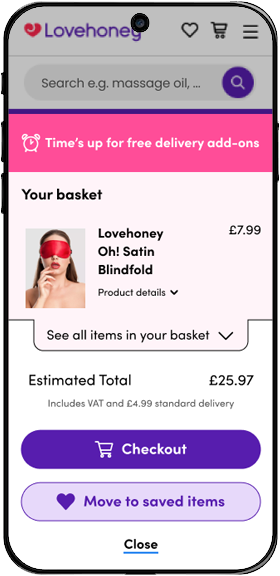 Lovehoney
Search e.g. massage oil, ...
Time's up for free delivery add-ons
Your basket
Lovehoney
Oh! Satin
Blindfold
£7.99
Product details
See all items in your basket
Estimated Total £25.97
Includes VAT and £4.99 standard delivery
Checkout
Move to saved items
Close